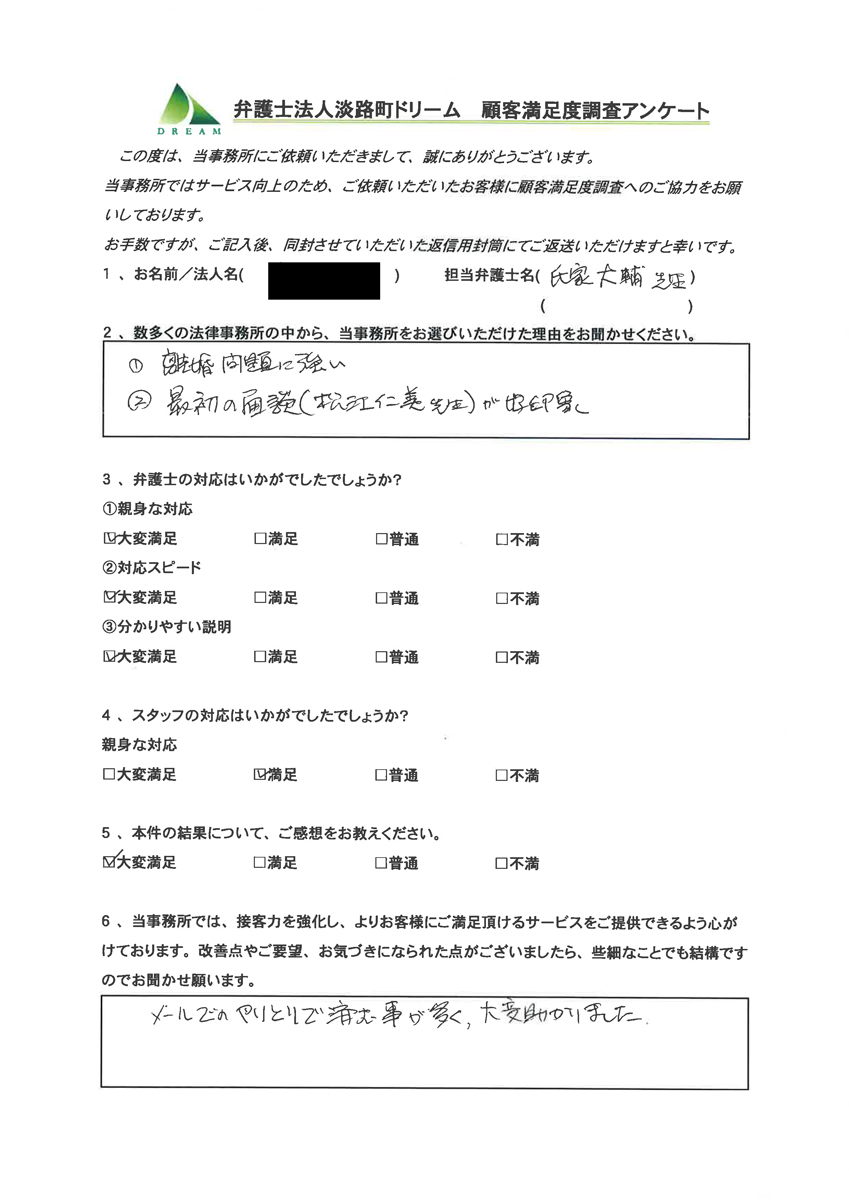 DREAM
弁護士法人淡路町ドリーム 顧客満足度調査アンケート
この度は、当事務所にご依頼いただきまして、誠にありがとうございます。
当事務所ではサービス向上のため、ご依頼いただいたお客様に顧客満足度調査へのご協力をお願
いしております。
お手数ですが、ご記入後、同封させていただいた返信用封筒にてご返送いただけますと幸いです。
1、お名前/法人名( ) 担当弁護士名( 氏家大輔 先生 )
( )
2、数多くの法律事務所の中から、当事務所をお選びいただけた理由をお聞かせください。
① 離婚問題に強い
② 最初の面談(松江仁美先生)が好印象
3、弁護士の対応はいかがでしたでしょうか?
①親身な対応
☑大変満足 □満足 □普通 □不満
②対応スピード
☑大変満足 □満足 □普通 □不満
③分かりやすい説明
☑大変満足 □満足 □普通 □不満
4、スタッフの対応はいかがでしたでしょうか?
親身な対応
□大変満足 ☑満足 □普通 □不満
5、本件の結果について、ご感想をお教えください。
☑大変満足 □満足 □普通 □不満
6、当事務所では、接客力を強化し、よりお客様にご満足頂けるサービスをご提供できるよう心が
けております。改善点やご要望、お気づきになられた点がございましたら、些細なことでも結構です
のでお聞かせ願います。
メールでのやりとりで済む事が多く、大変助かりました.